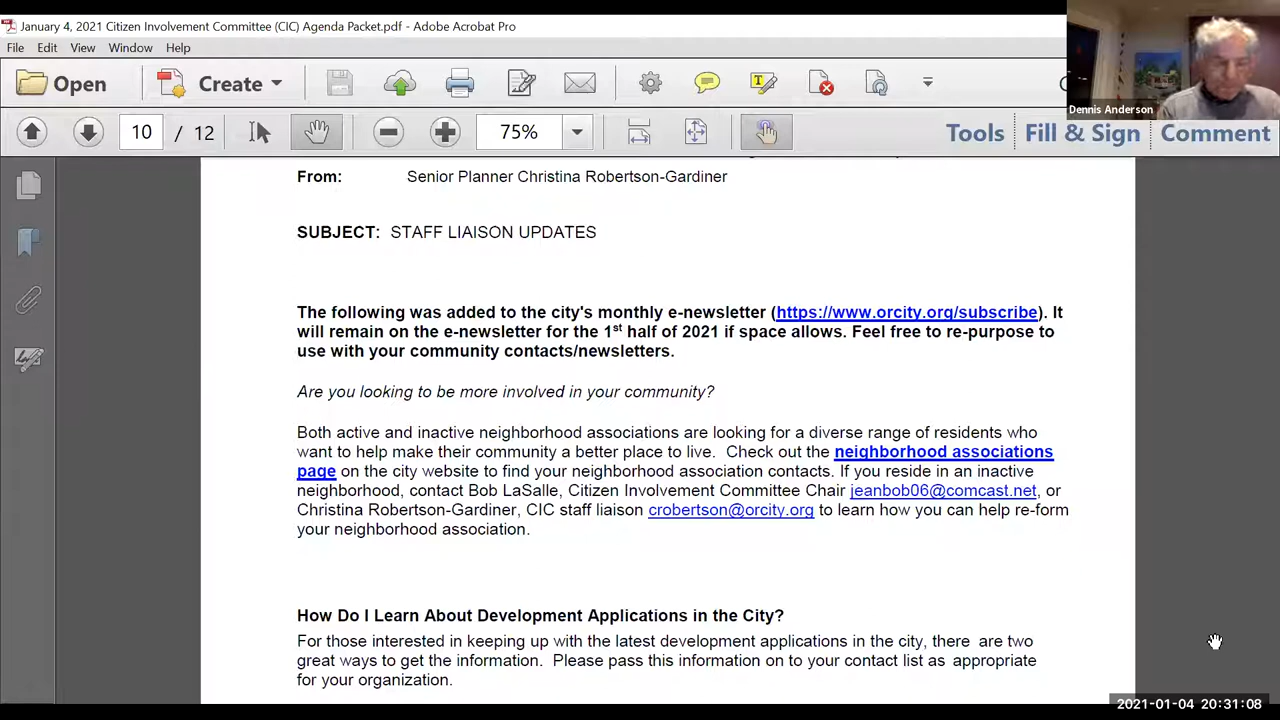 January 4, 2021 Citizen Involvement Committee (CIC) Agenda Packet.pdf - Adobe Acrobat Pro
File Edit View Window Help
Open Create
Dennis Anderson
10 / 12 75% Tools Fill & Sign Comment
From: Senior Planner Christina Robertson-Gardiner
SUBJECT: STAFF LIAISON UPDATES
The following was added to the city's monthly e-newsletter (https://www.orcity.org/subscribe). It
will remain on the e-newsletter for the 1st half of 2021 if space allows. Feel free to re-purpose to
use with your community contacts/newsletters.
Are you looking to be more involved in your community?
Both active and inactive neighborhood associations are looking for a diverse range of residents who
want to help make their community a better place to live. Check out the neighborhood associations
page on the city website to find your neighborhood association contacts. If you reside in an inactive
neighborhood, contact Bob LaSalle, Citizen Involvement Committee Chair jeanbob06@comcast.net, or
Christina Robertson-Gardiner, CIC staff liaison crobertson@orcity.org to learn how you can help re-form
your neighborhood association.
How Do I Learn About Development Applications in the City?
For those interested in keeping up with the latest development applications in the city, there are two
great ways to get the information. Please pass this information on to your contact list as appropriate
for your organization.
2021-01-04 20:31:08